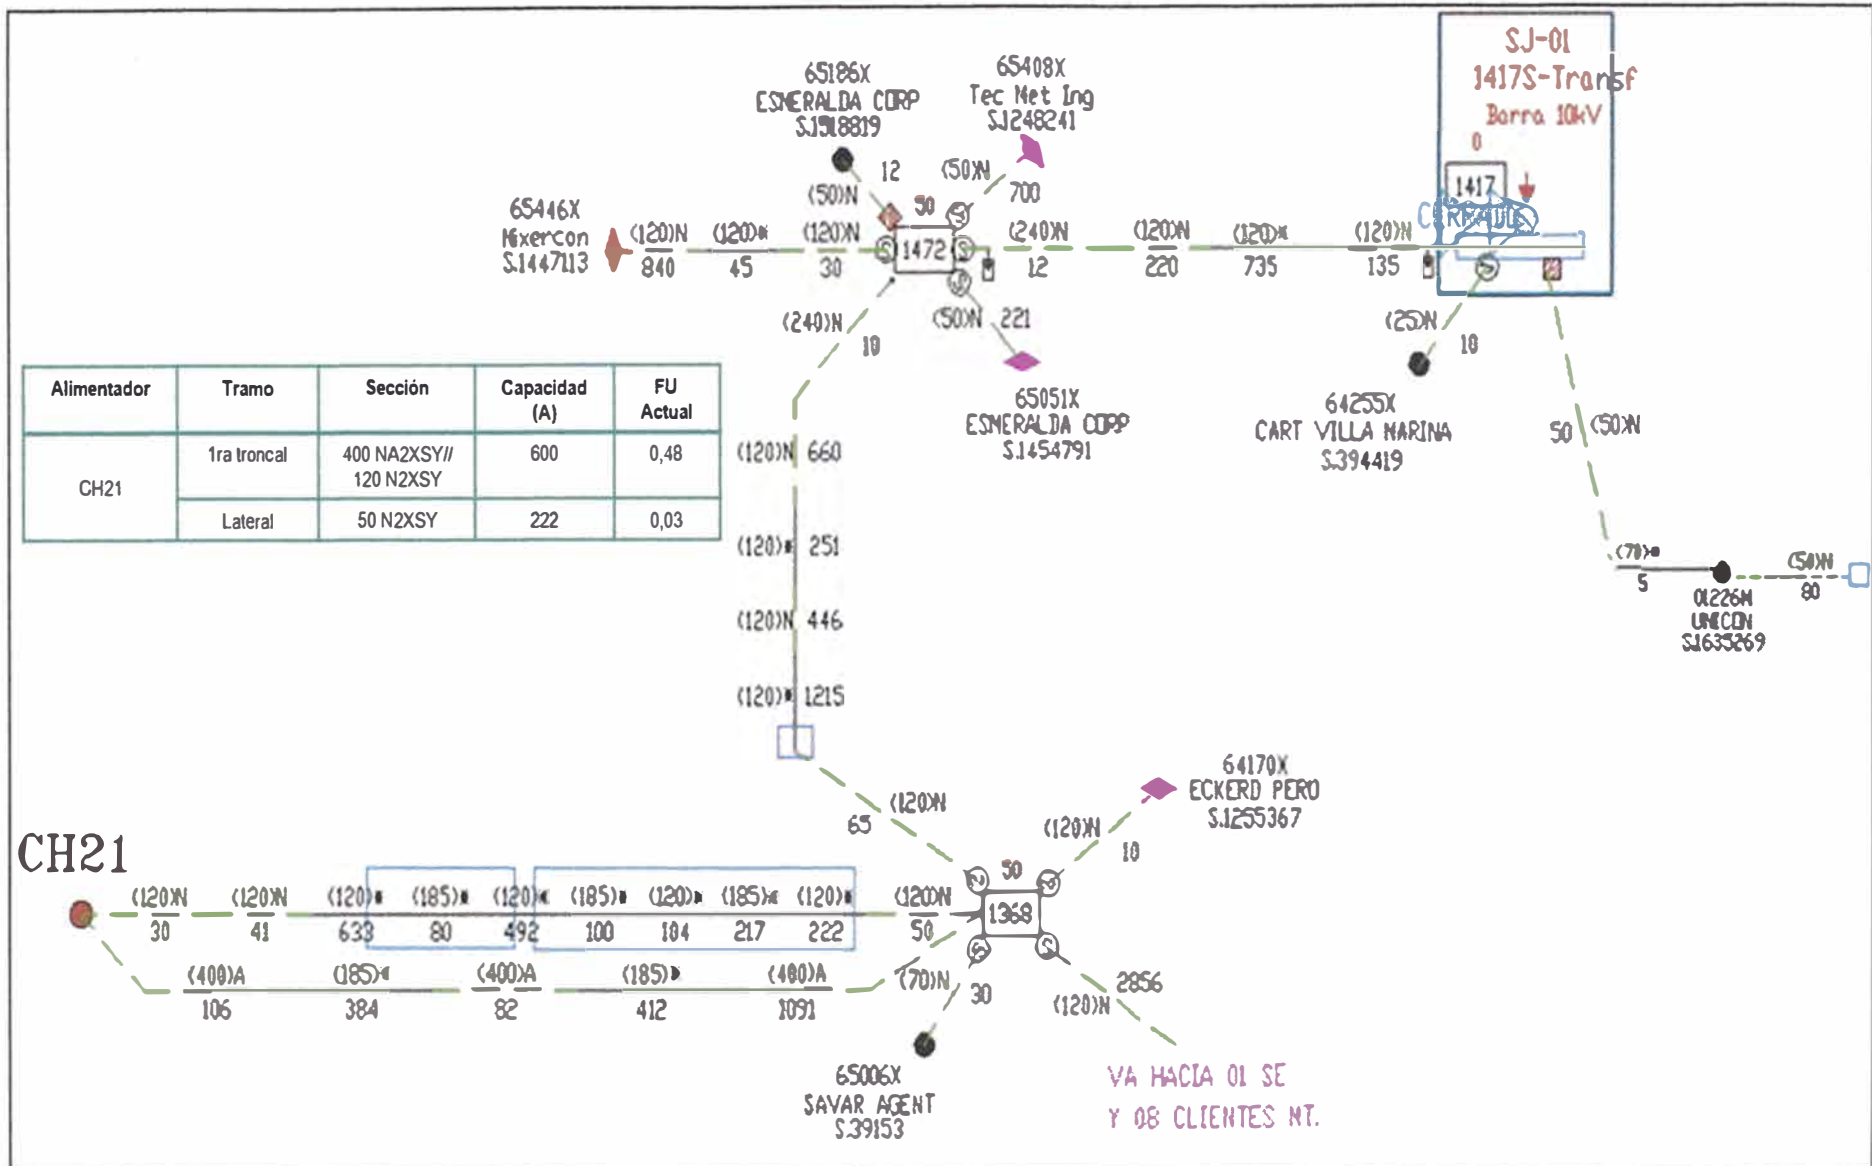 SJ-01
1417S-Transf
Barra 10kV
0
1417
65186X
ESMERALDA CORP
S.1518819
65408X
Tec Met Ing
S.1248241
12
(50)N
(50)N
700
50
65446X
Mixercon
S.1447113
(120)N
840
(120)*
45
(120)N
30
1472
(240)N
12
(120)N
220
(120)*
735
(120)N
135
(240)N
10
(50)N
221
65051X
ESMERALDA CORP
S.1454791
(25)N
10
64255X
CART VILLA MARINA
S.394419
50
(50)N
(70)*
5
01226M
UNICON
S.1635269
(50)N
80
Alimentador Tramo Sección Capacidad (A) FU Actual
CH21 1ra troncal 400 NA2XSY// 120 N2XSY 600 0,48
Lateral 50 N2XSY 222 0,03
(120)N 660
(120)* 251
(120)N 446
(120)* 1215
(120)N
65
64170X
ECKERD PERO
S.1255367
(120)N
10
50
1368
CH21
(120)N (120)N (120)* (185)* (120)* (185)* (120)* (185)* (120)* (120)N
30 41 633 80 492 100 104 217 222 50
(400)A (185)* (400)A (185)* (400)A
106 384 82 412 1091
(70)N
30
2856
(120)N
65006X
SAVAR AGENT
S.39153
VA HACIA 01 SE
Y 08 CLIENTES MT.